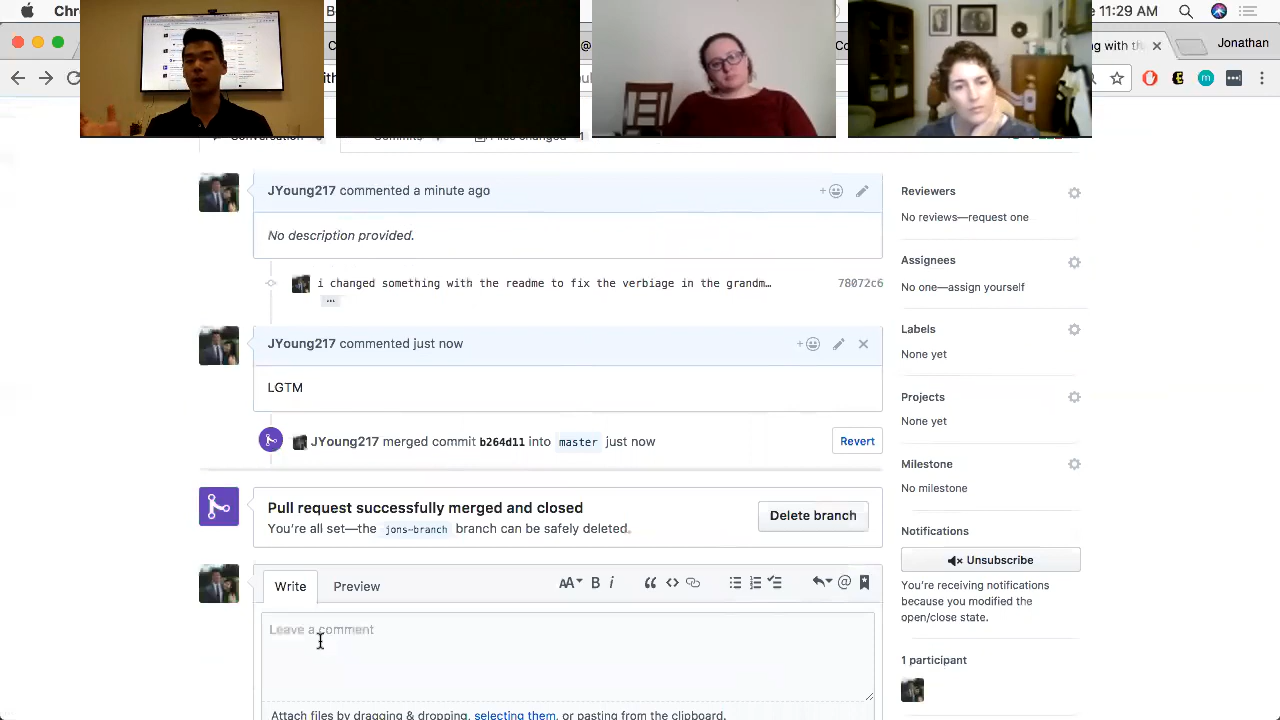 11:29 AM
Jonathan
JYoung217 commented a minute ago
No description provided.
i changed something with the readme to fix the verbiage in the grandm…
78072c6
…
JYoung217 commented just now
LGTM
JYoung217 merged commit b264d11 into master just now
Revert
Pull request successfully merged and closed
You're all set—the jons-branch branch can be safely deleted.
Delete branch
Write
Preview
AA
B
i
Leave a comment
Attach files by dragging & dropping, selecting them, or pasting from the clipboard.
Reviewers
No reviews—request one
Assignees
No one—assign yourself
Labels
None yet
Projects
None yet
Milestone
No milestone
Notifications
Unsubscribe
You're receiving notifications
because you modified the
open/close state.
1 participant